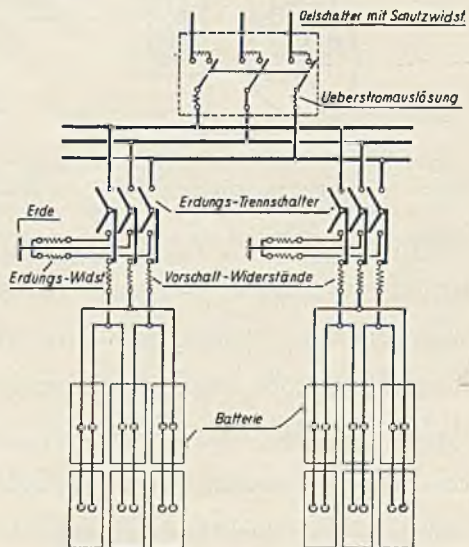 Oelschalter mit Schutzwidst.
Ueberstromauslösung
Erde
Erdungs-Trennschalter
Erdungs-Widst.
Vorschalt-Widerstände
Batterie